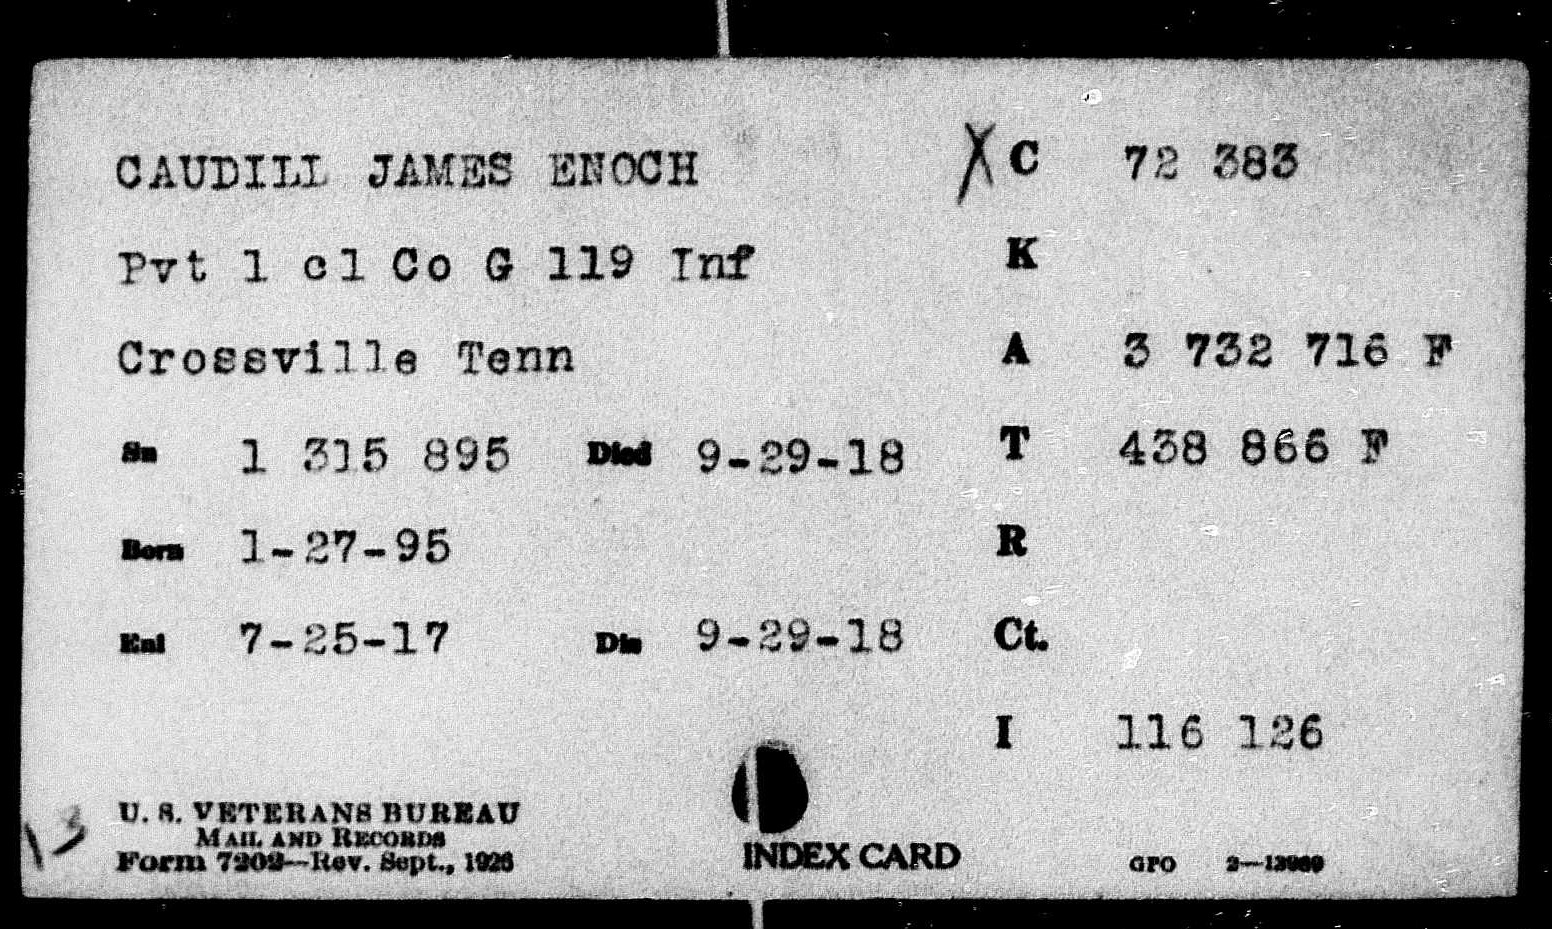 CAUDILL JAMES ENOCH X C 72 383
Pvt 1 cl Co G 119 Inf K
Crossville Tenn A 3 732 716 F
Sn 1 315 895 Died 9-29-18 T 438 866 F
Born 1-27-95 R
Enl 7-25-17 Dis 9-29-18 Ct.
I 116 126
13
U. S. VETERANS BUREAU
MAIL AND RECORDS
Form 7202—Rev. Sept., 1926
INDEX CARD
GPO